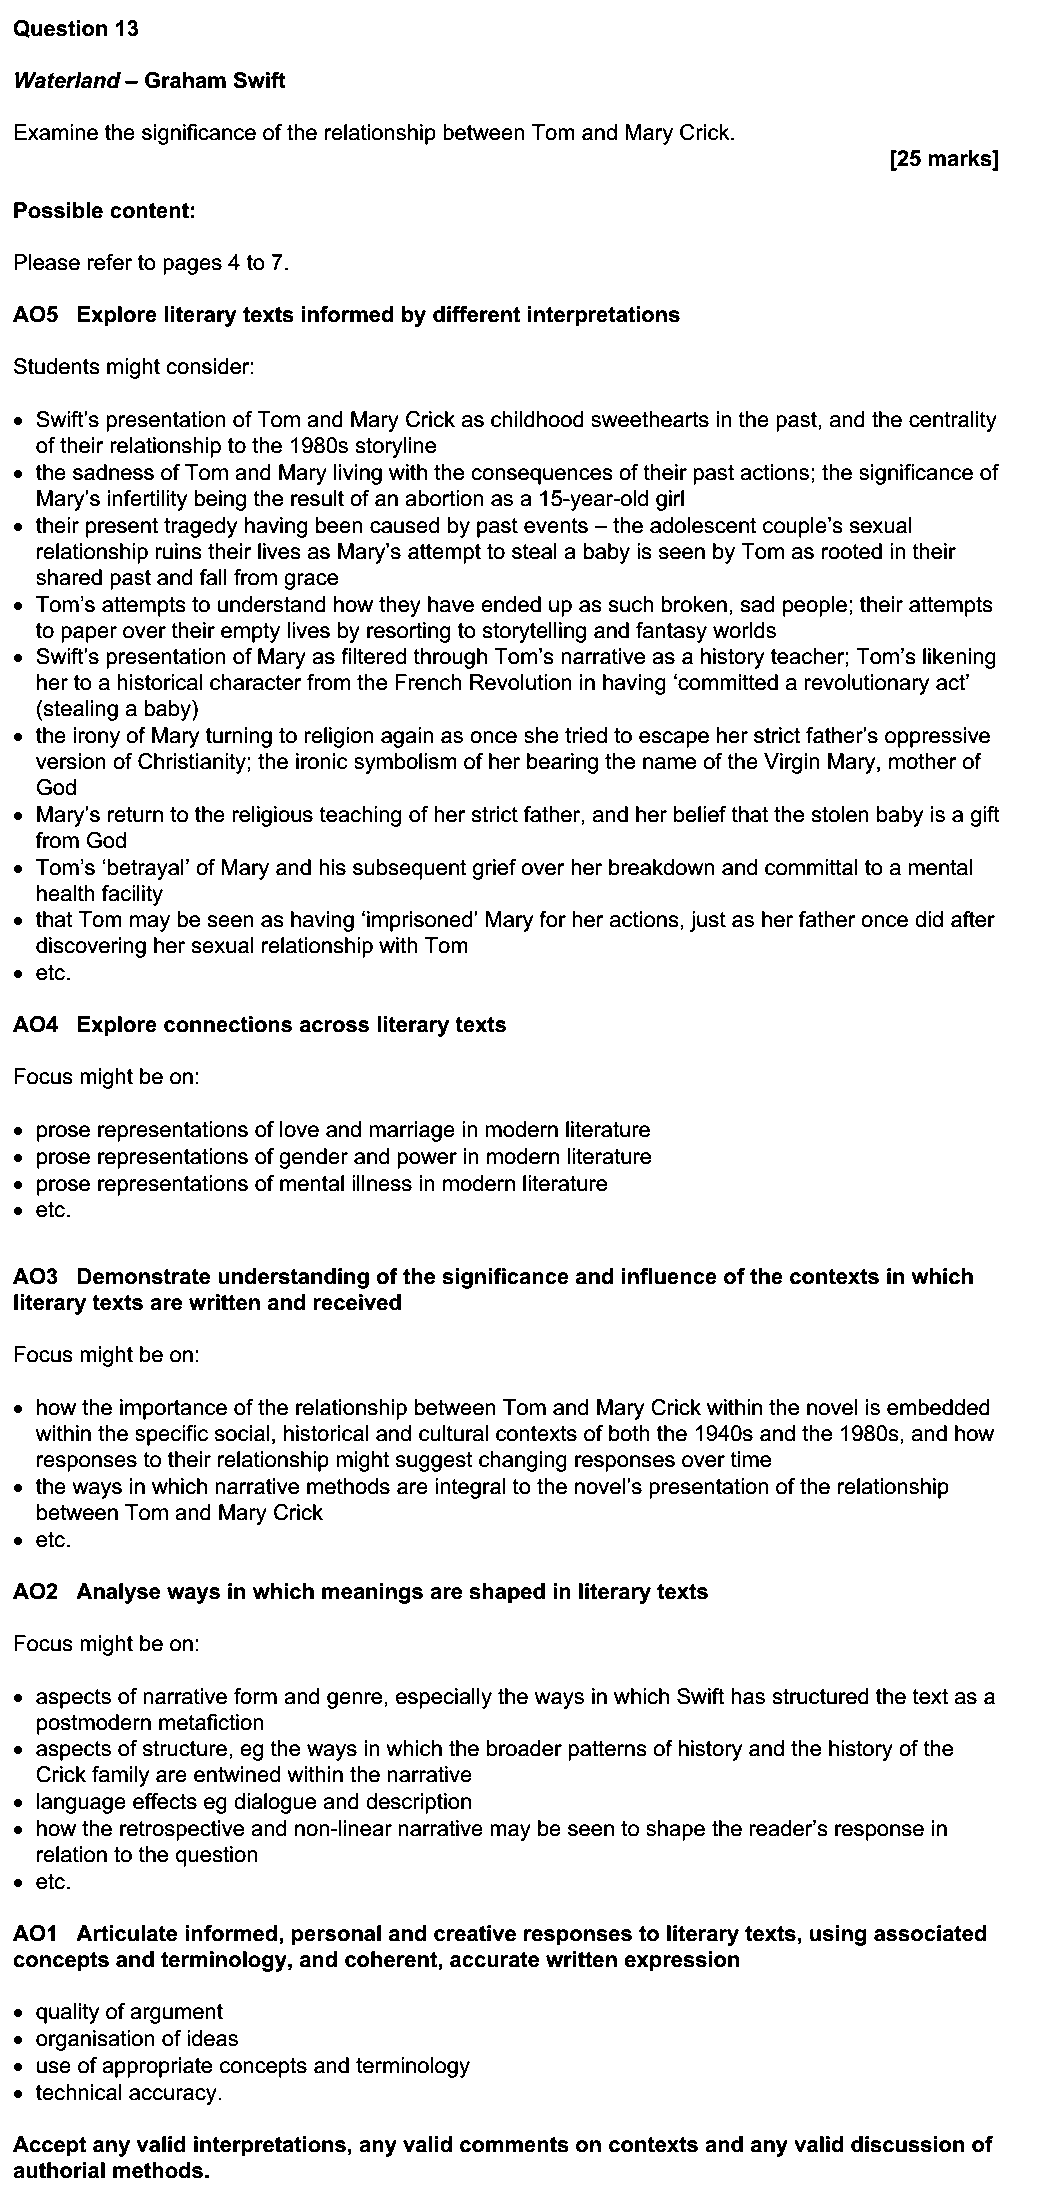 Question 13
Waterland – Graham Swift
Examine the significance of the relationship between Tom and Mary Crick.
[25 marks]
Possible content:
Please refer to pages 4 to 7.
AO5 Explore literary texts informed by different interpretations
Students might consider:
• Swift's presentation of Tom and Mary Crick as childhood sweethearts in the past, and the centrality
of their relationship to the 1980s storyline
• the sadness of Tom and Mary living with the consequences of their past actions; the significance of
Mary's infertility being the result of an abortion as a 15-year-old girl
• their present tragedy having been caused by past events – the adolescent couple's sexual
relationship ruins their lives as Mary's attempt to steal a baby is seen by Tom as rooted in their
shared past and fall from grace
• Tom's attempts to understand how they have ended up as such broken, sad people; their attempts
to paper over their empty lives by resorting to storytelling and fantasy worlds
• Swift's presentation of Mary as filtered through Tom's narrative as a history teacher; Tom's likening
her to a historical character from the French Revolution in having 'committed a revolutionary act'
(stealing a baby)
• the irony of Mary turning to religion again as once she tried to escape her strict father's oppressive
version of Christianity; the ironic symbolism of her bearing the name of the Virgin Mary, mother of
God
• Mary's return to the religious teaching of her strict father, and her belief that the stolen baby is a gift
from God
• Tom's 'betrayal' of Mary and his subsequent grief over her breakdown and committal to a mental
health facility
• that Tom may be seen as having 'imprisoned' Mary for her actions, just as her father once did after
discovering her sexual relationship with Tom
• etc.
AO4 Explore connections across literary texts
Focus might be on:
• prose representations of love and marriage in modern literature
• prose representations of gender and power in modern literature
• prose representations of mental illness in modern literature
• etc.
AO3 Demonstrate understanding of the significance and influence of the contexts in which
literary texts are written and received
Focus might be on:
• how the importance of the relationship between Tom and Mary Crick within the novel is embedded
within the specific social, historical and cultural contexts of both the 1940s and the 1980s, and how
responses to their relationship might suggest changing responses over time
• the ways in which narrative methods are integral to the novel's presentation of the relationship
between Tom and Mary Crick
• etc.
AO2 Analyse ways in which meanings are shaped in literary texts
Focus might be on:
• aspects of narrative form and genre, especially the ways in which Swift has structured the text as a
postmodern metafiction
• aspects of structure, eg the ways in which the broader patterns of history and the history of the
Crick family are entwined within the narrative
• language effects eg dialogue and description
• how the retrospective and non-linear narrative may be seen to shape the reader's response in
relation to the question
• etc.
AO1 Articulate informed, personal and creative responses to literary texts, using associated
concepts and terminology, and coherent, accurate written expression
• quality of argument
• organisation of ideas
• use of appropriate concepts and terminology
• technical accuracy.
Accept any valid interpretations, any valid comments on contexts and any valid discussion of
authorial methods.